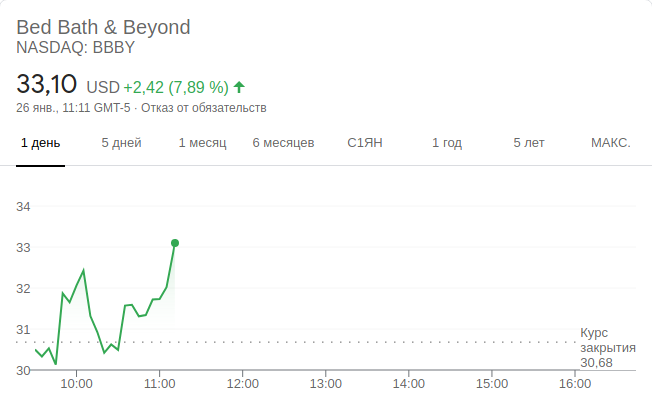 Bed Bath & Beyond
NASDAQ: BBBY
33,10 USD +2,42 (7,89 %)
26 янв., 11:11 GMT-5 · Отказ от обязательств
1 день 5 дней 1 месяц 6 месяцев С1ЯН 1 год 5 лет МАКС.
34
33
32
31
30
Курс
закрытия
30,68
10:00 11:00 12:00 13:00 14:00 15:00 16:00